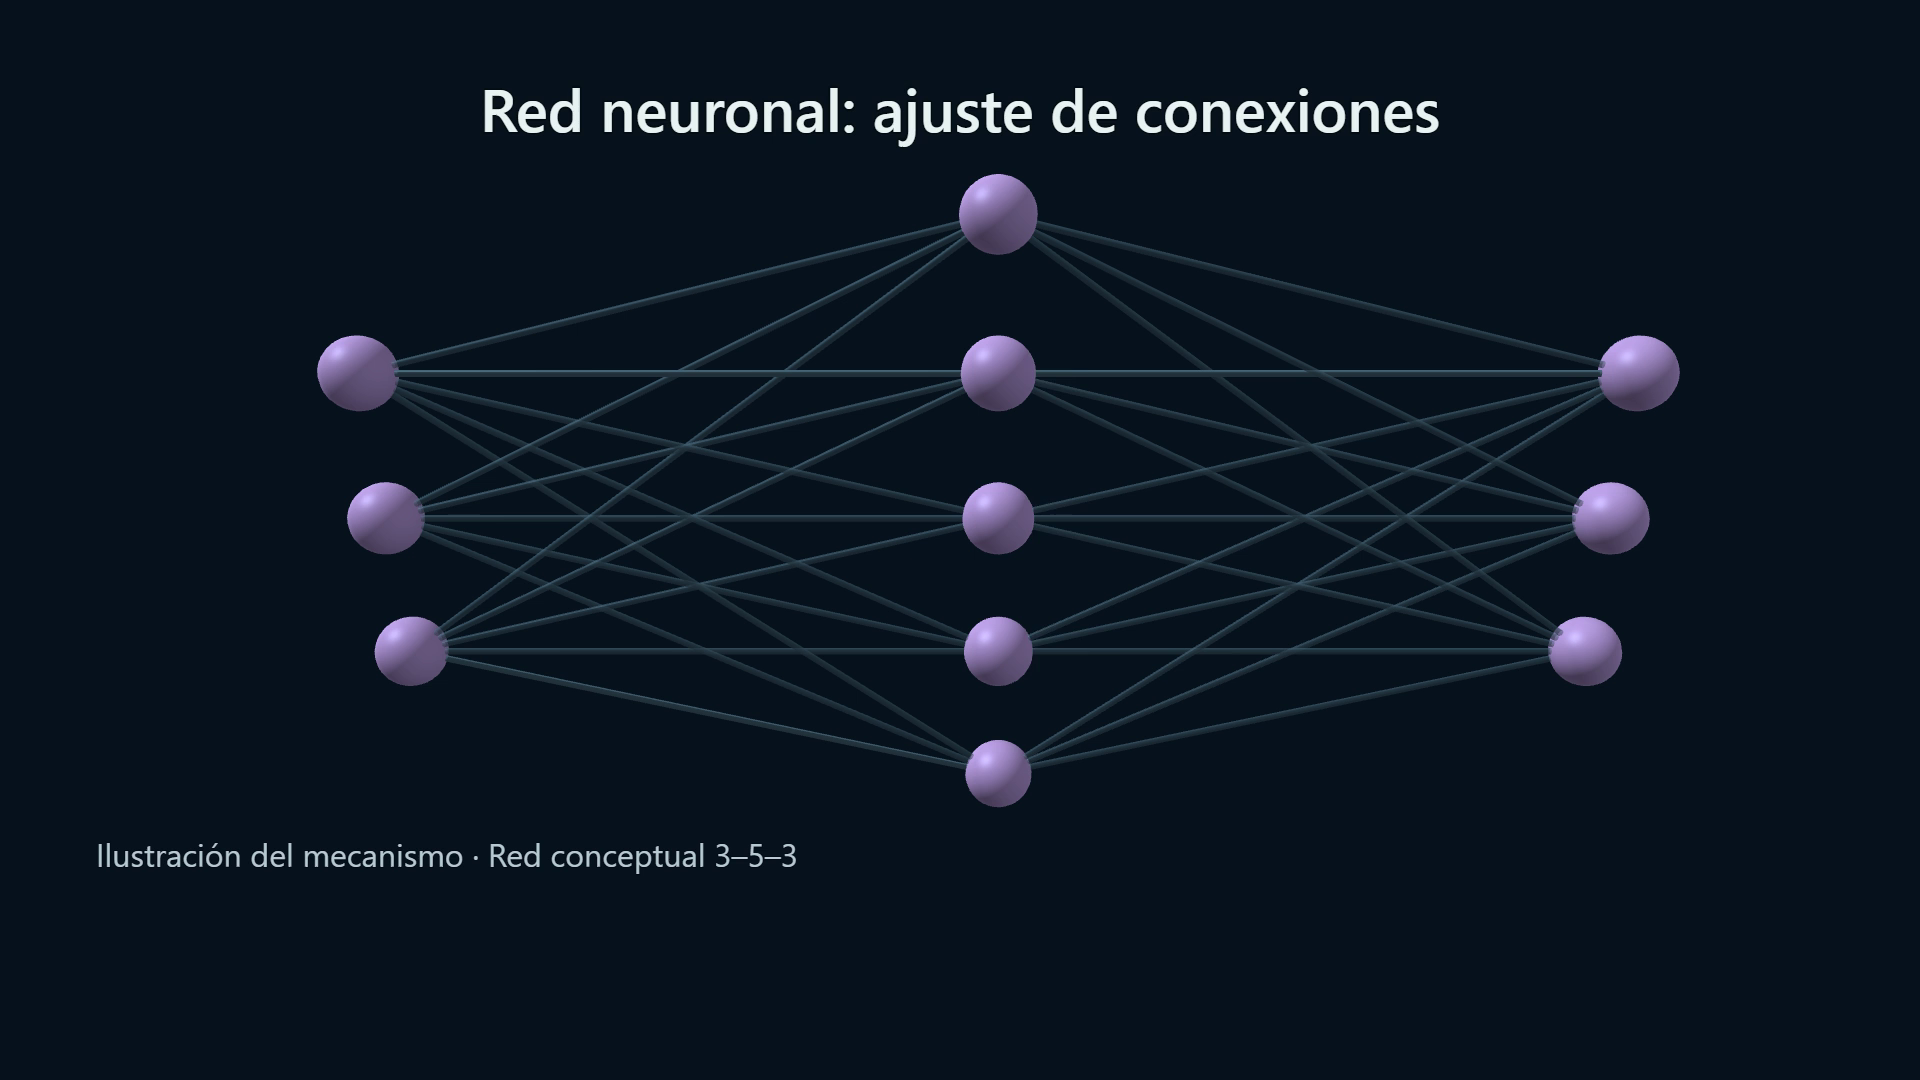 Red neuronal: ajuste de conexiones
Ilustración del mecanismo · Red conceptual 3–5–3